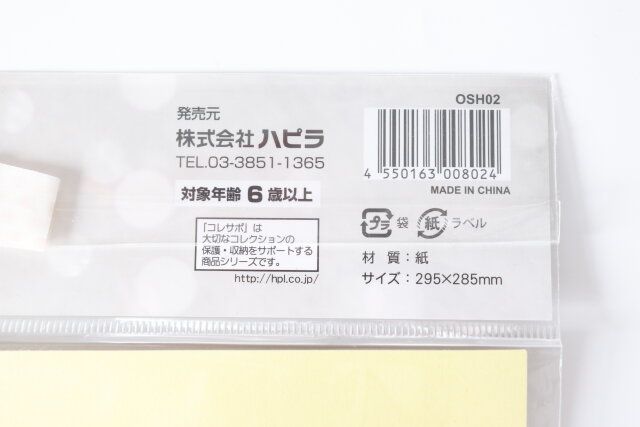 発売元
株式会社 ハピラ
TEL.03-3851-1365
対象年齢 6 歳以上
「コレサポ」は
大切なコレクションの
保護・収納をサポートする
商品シリーズです。
http://hpl.co.jp/
OSH02
4 550163 008024
MADE IN CHINA
プラ 袋 紙 ラベル
材 質：紙
サイズ：295×285mm